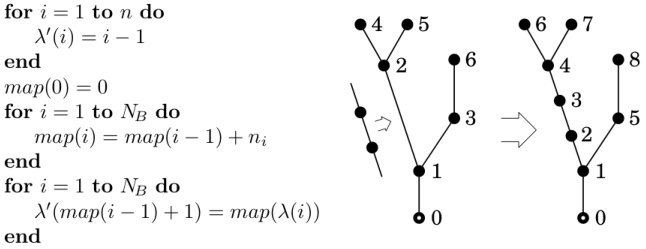 for i = 1 to n do
λ′(i) = i − 1
end
map(0) = 0
for i = 1 to N_B do
map(i) = map(i − 1) + n_i
end
for i = 1 to N_B do
λ′(map(i − 1) + 1) = map(λ(i))
end
4 5
2 6
3
1
0
6 7
4 8
3
5
2
1
0